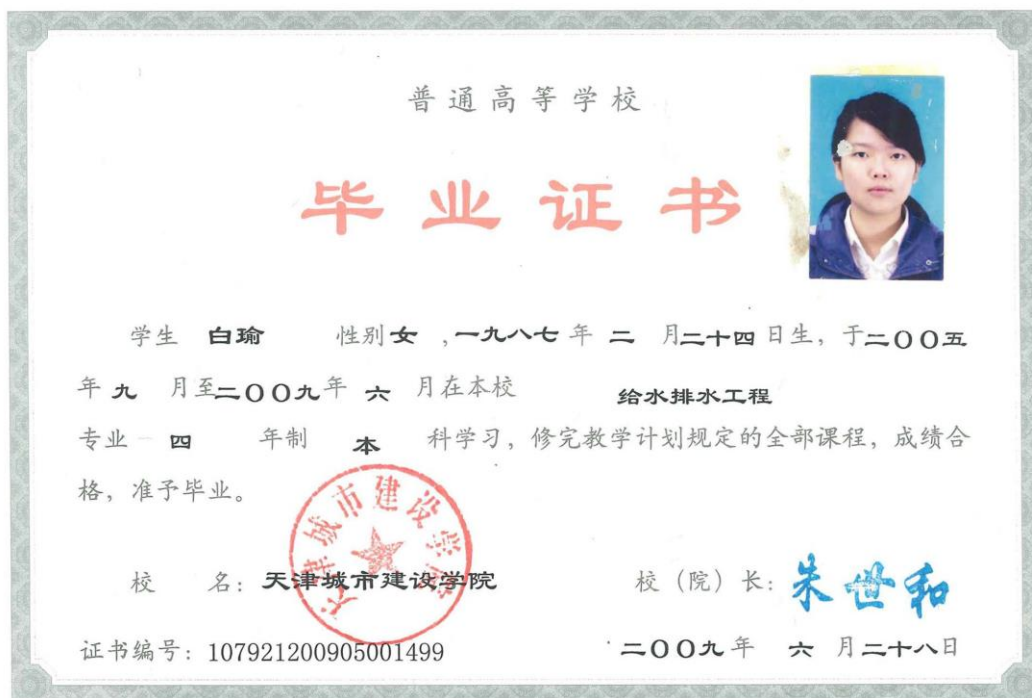 普通高等学校
毕业证书
学生 白瑜 性别女,一九八七年 二 月二十四日生,于二〇〇五
年 九 月至二〇〇九年 六 月在本校 给水排水工程
专业 四 年制 本 科学习,修完教学计划规定的全部课程,成绩合
格,准予毕业。
天津城市建设学院
校 名:天津城市建设学院 校(院)长:朱世和
证书编号:107921200905001499 二〇〇九年 六 月二十八日